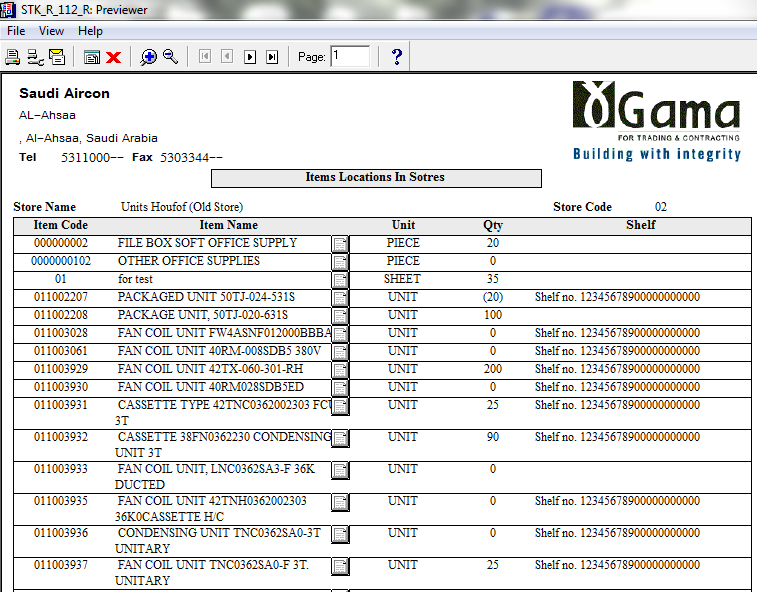 STK_R_112_R: Previewer
File View Help
Page: 1 ?
Saudi Aircon
AL-Ahsaa
, Al-Ahsaa, Saudi Arabia
Tel 5311000-- Fax 5303344--
Gama
FOR TRADING & CONTRACTING
Building with integrity
Items Locations In Sotres
Store Name Units Houfof (Old Store) Store Code 02
Item Code Item Name Unit Qty Shelf
000000002 FILE BOX SOFT OFFICE SUPPLY PIECE 20
0000000102 OTHER OFFICE SUPPLIES PIECE 0
01 for test SHEET 35
011002207 PACKAGED UNIT 50TJ-024-531S UNIT (20) Shelf no. 12345678900000000000
011002208 PACKAGE UNIT, 50TJ-020-631S UNIT 100
011003028 FAN COIL UNIT FW4ASNF012000BBBA UNIT 0 Shelf no. 12345678900000000000
011003061 FAN COIL UNIT 40RM-008SDB5 380V UNIT 0 Shelf no. 12345678900000000000
011003929 FAN COIL UNIT 42TX-060-301-RH UNIT 200 Shelf no. 12345678900000000000
011003930 FAN COIL UNIT 40RM028SDB5ED UNIT 0 Shelf no. 12345678900000000000
011003931 CASSETTE TYPE 42TNC0362002303 FCU UNIT 25 Shelf no. 12345678900000000000
3T
011003932 CASSETTE 38FN0362230 CONDENSING UNIT 90 Shelf no. 12345678900000000000
UNIT 3T
011003933 FAN COIL UNIT, LNC0362SA3-F 36K UNIT 0
DUCTED
011003935 FAN COIL UNIT 42TNH0362002303 UNIT 0 Shelf no. 12345678900000000000
36K0CASSETTE H/C
011003936 CONDENSING UNIT TNC0362SA0-3T UNIT 0 Shelf no. 12345678900000000000
UNITARY
011003937 FAN COIL UNIT TNC0362SA0-F 3T. UNIT 25 Shelf no. 12345678900000000000
UNITARY